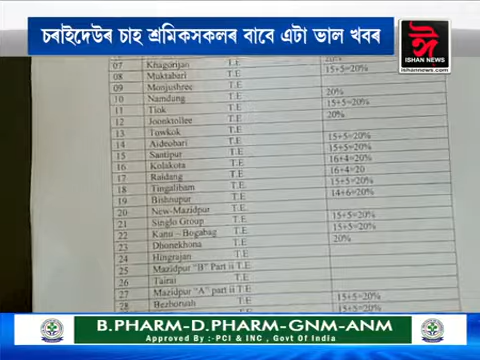 চৰাইদেউৰ চাহ শ্ৰমিকসকলৰ বাবে এটা ভাল খবৰ
ঈ
ISHAN NEWS
ishannews.com
20%
07 Khagorijan T.E 15+5=20%
08 Muktabari T.E
09 Monjushree T.E 20%
10 Namdung T.E 15+5=20%
11 Tiok T.E 20%
12 Joonktollee T.E
13 Towkok T.E 15+5=20%
14 Aideobari T.E 15+5=20%
15 Santipur T.E 16+4=20%
16 Kolakota T.E 16+4=20
17 Raidang T.E 15+5=20%
18 Tingalibam T.E 14+6=20%
19 Bishnupur T.E
20 New-Mazidpur T.E. 15+5=20%
21 Singlo Group T.E 15+5=20%
22 Kanu – Bogabag T.E 20%
23 Dhonekhona T.E
24 Hingrajan T.E
25 Mazidpur "B" Part ii T.E
26 Tairai T.E
27 Mazidpur "A" part ii T.E 15+5=20%
28 Bezhoruah T.E 15+5=20%
B.PHARM-D.PHARM-GNM-ANM
Approved By :-PCI & INC , Govt Of India